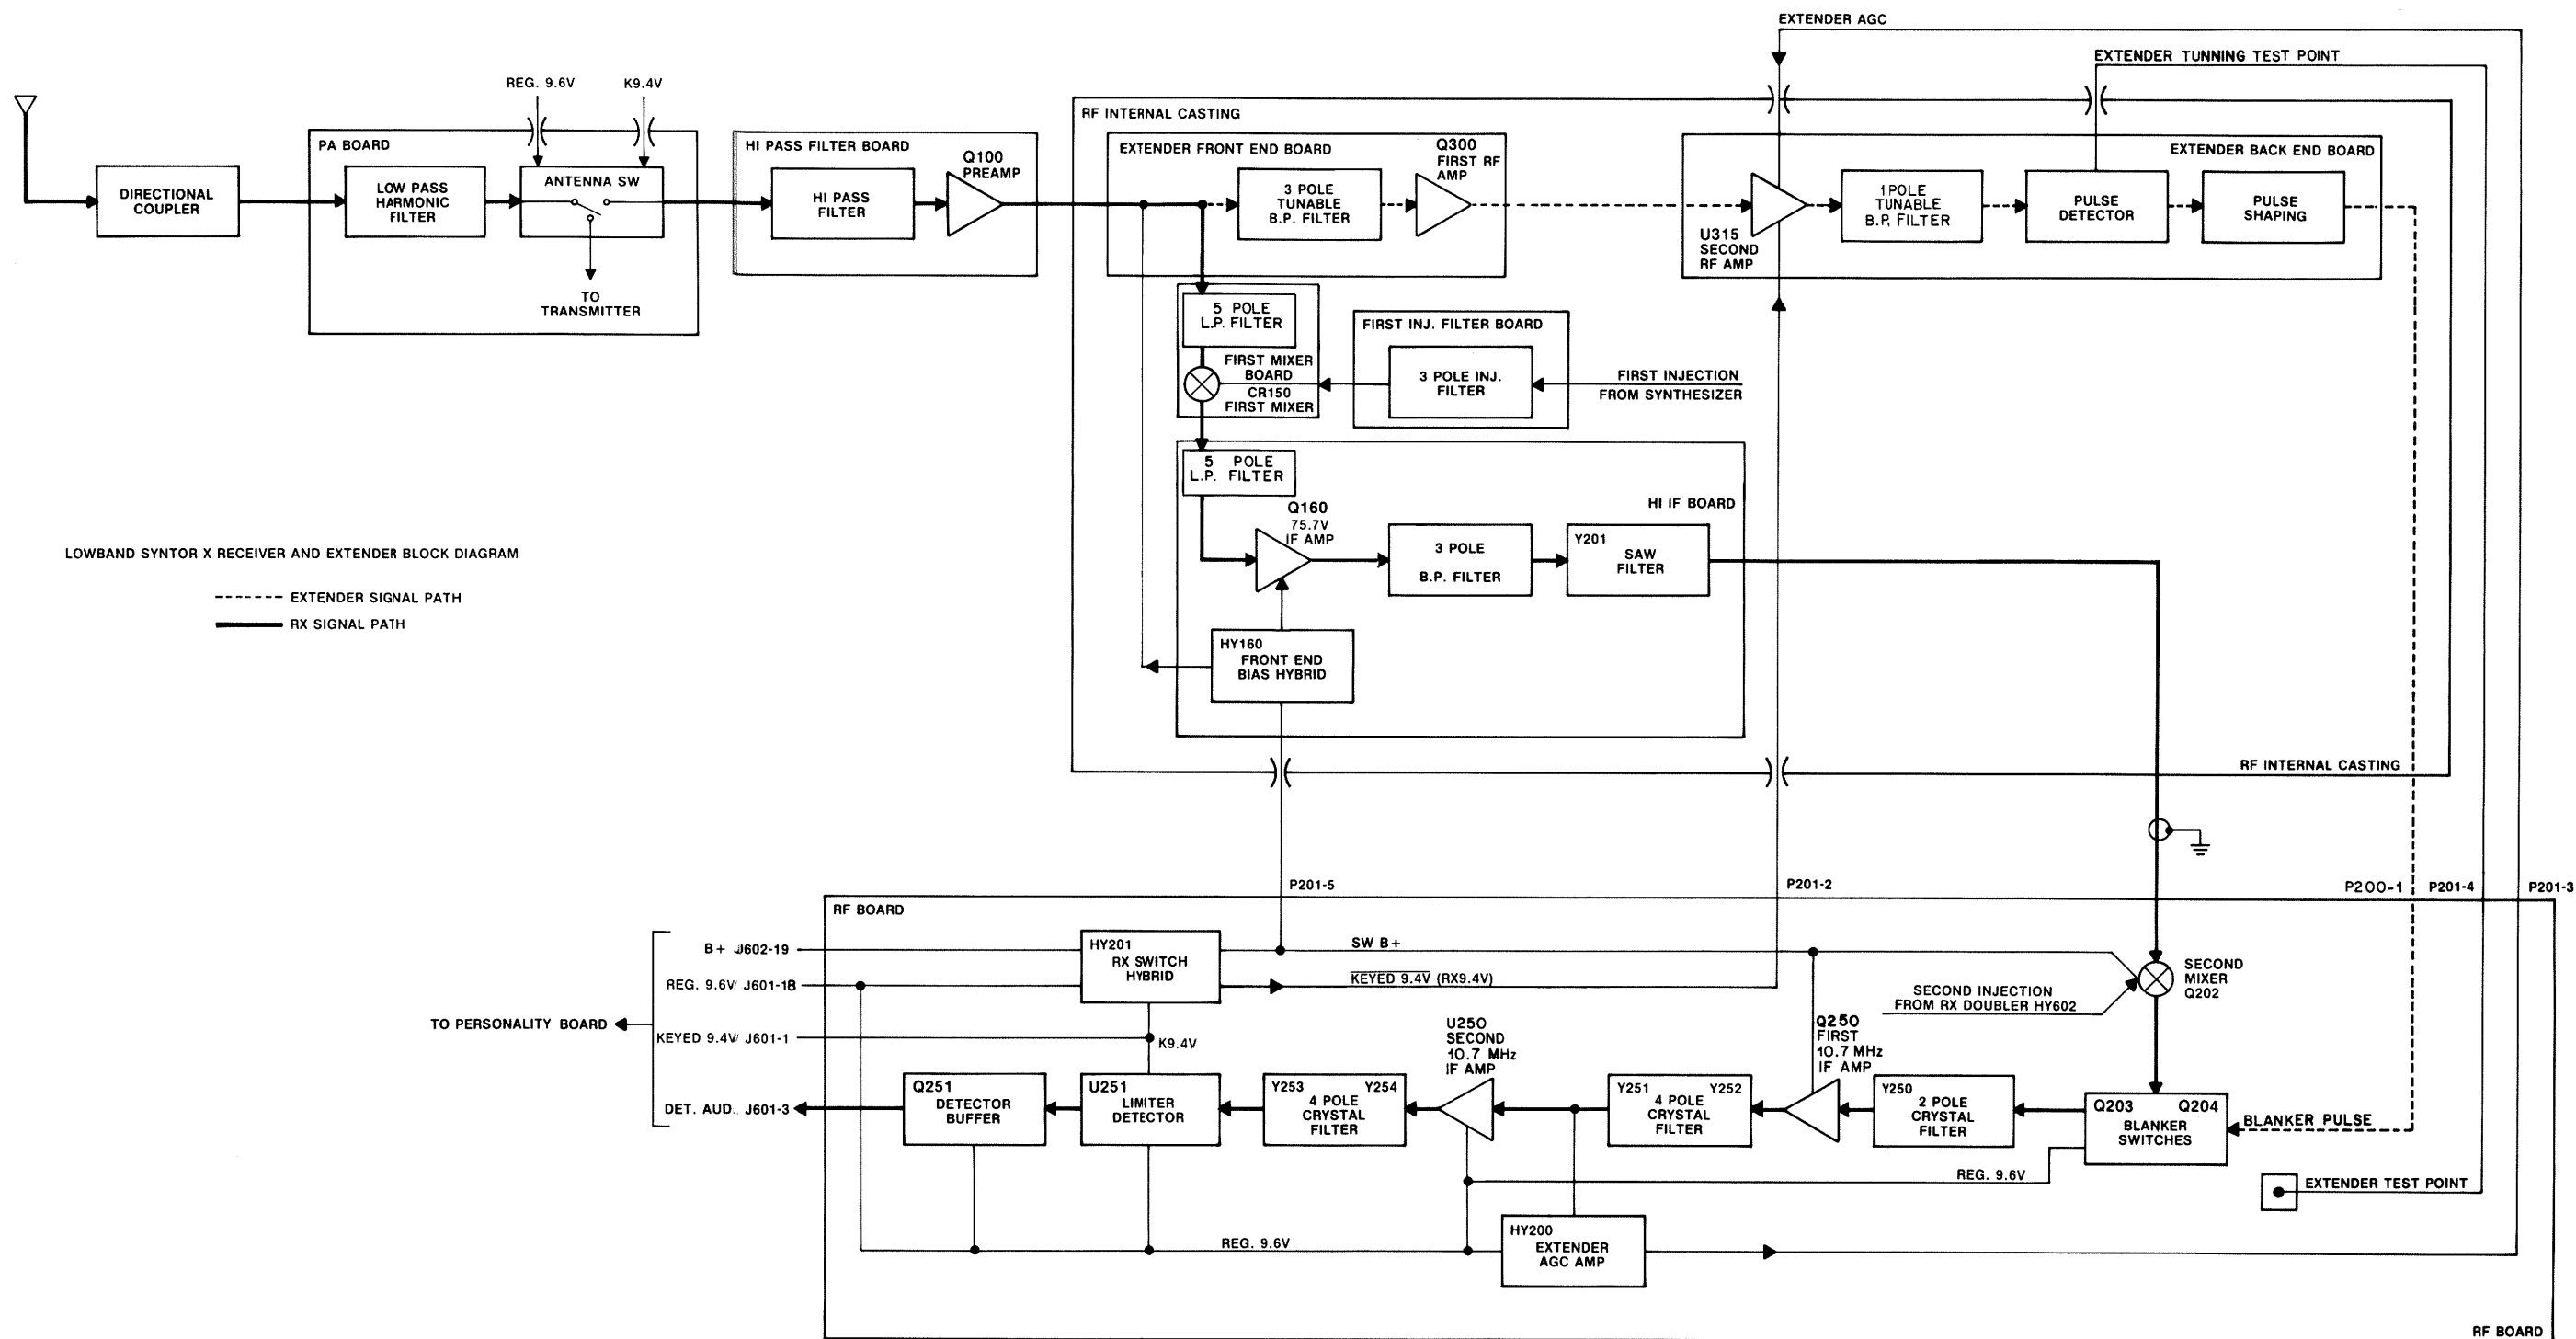 EXTENDER AGC
EXTENDER TUNNING TEST POINT
REG. 9.6V
K9.4V
RF INTERNAL CASTING
PA BOARD
HI PASS FILTER BOARD
EXTENDER FRONT END BOARD
EXTENDER BACK END BOARD
DIRECTIONAL
COUPLER
LOW PASS
HARMONIC
FILTER
ANTENNA SW
TO
TRANSMITTER
HI PASS
FILTER
Q100
PREAMP
3 POLE
TUNABLE
B.P. FILTER
Q300
FIRST RF
AMP
U315
SECOND
RF AMP
1 POLE
TUNABLE
B.P. FILTER
PULSE
DETECTOR
PULSE
SHAPING
5 POLE
L.P. FILTER
FIRST MIXER
BOARD
CR150
FIRST MIXER
FIRST INJ. FILTER BOARD
3 POLE INJ.
FILTER
FIRST INJECTION
FROM SYNTHESIZER
5 POLE
L.P. FILTER
HI IF BOARD
Q160
75.7V
IF AMP
3 POLE
B.P. FILTER
Y201
SAW
FILTER
HY160
FRONT END
BIAS HYBRID
LOWBAND SYNTOR X RECEIVER AND EXTENDER BLOCK DIAGRAM
EXTENDER SIGNAL PATH
RX SIGNAL PATH
RF INTERNAL CASTING
P201-5
P201-2
P200-1
P201-4
P201-3
RF BOARD
B+ J602-19
REG. 9.6V J601-18
TO PERSONALITY BOARD
KEYED 9.4V J601-1
DET. AUD. J601-3
HY201
RX SWITCH
HYBRID
SW B+
KEYED 9.4V (RX9.4V)
K9.4V
SECOND INJECTION
FROM RX DOUBLER HY602
SECOND
MIXER
Q202
Q251
DETECTOR
BUFFER
U251
LIMITER
DETECTOR
Y253 Y254
4 POLE
CRYSTAL
FILTER
U250
SECOND
10.7 MHz
IF AMP
Y251 Y252
4 POLE
CRYSTAL
FILTER
Q250
FIRST
10.7 MHz
IF AMP
Y250
2 POLE
CRYSTAL
FILTER
Q203 Q204
BLANKER
SWITCHES
BLANKER PULSE
REG. 9.6V
EXTENDER TEST POINT
REG. 9.6V
HY200
EXTENDER
AGC AMP
RF BOARD